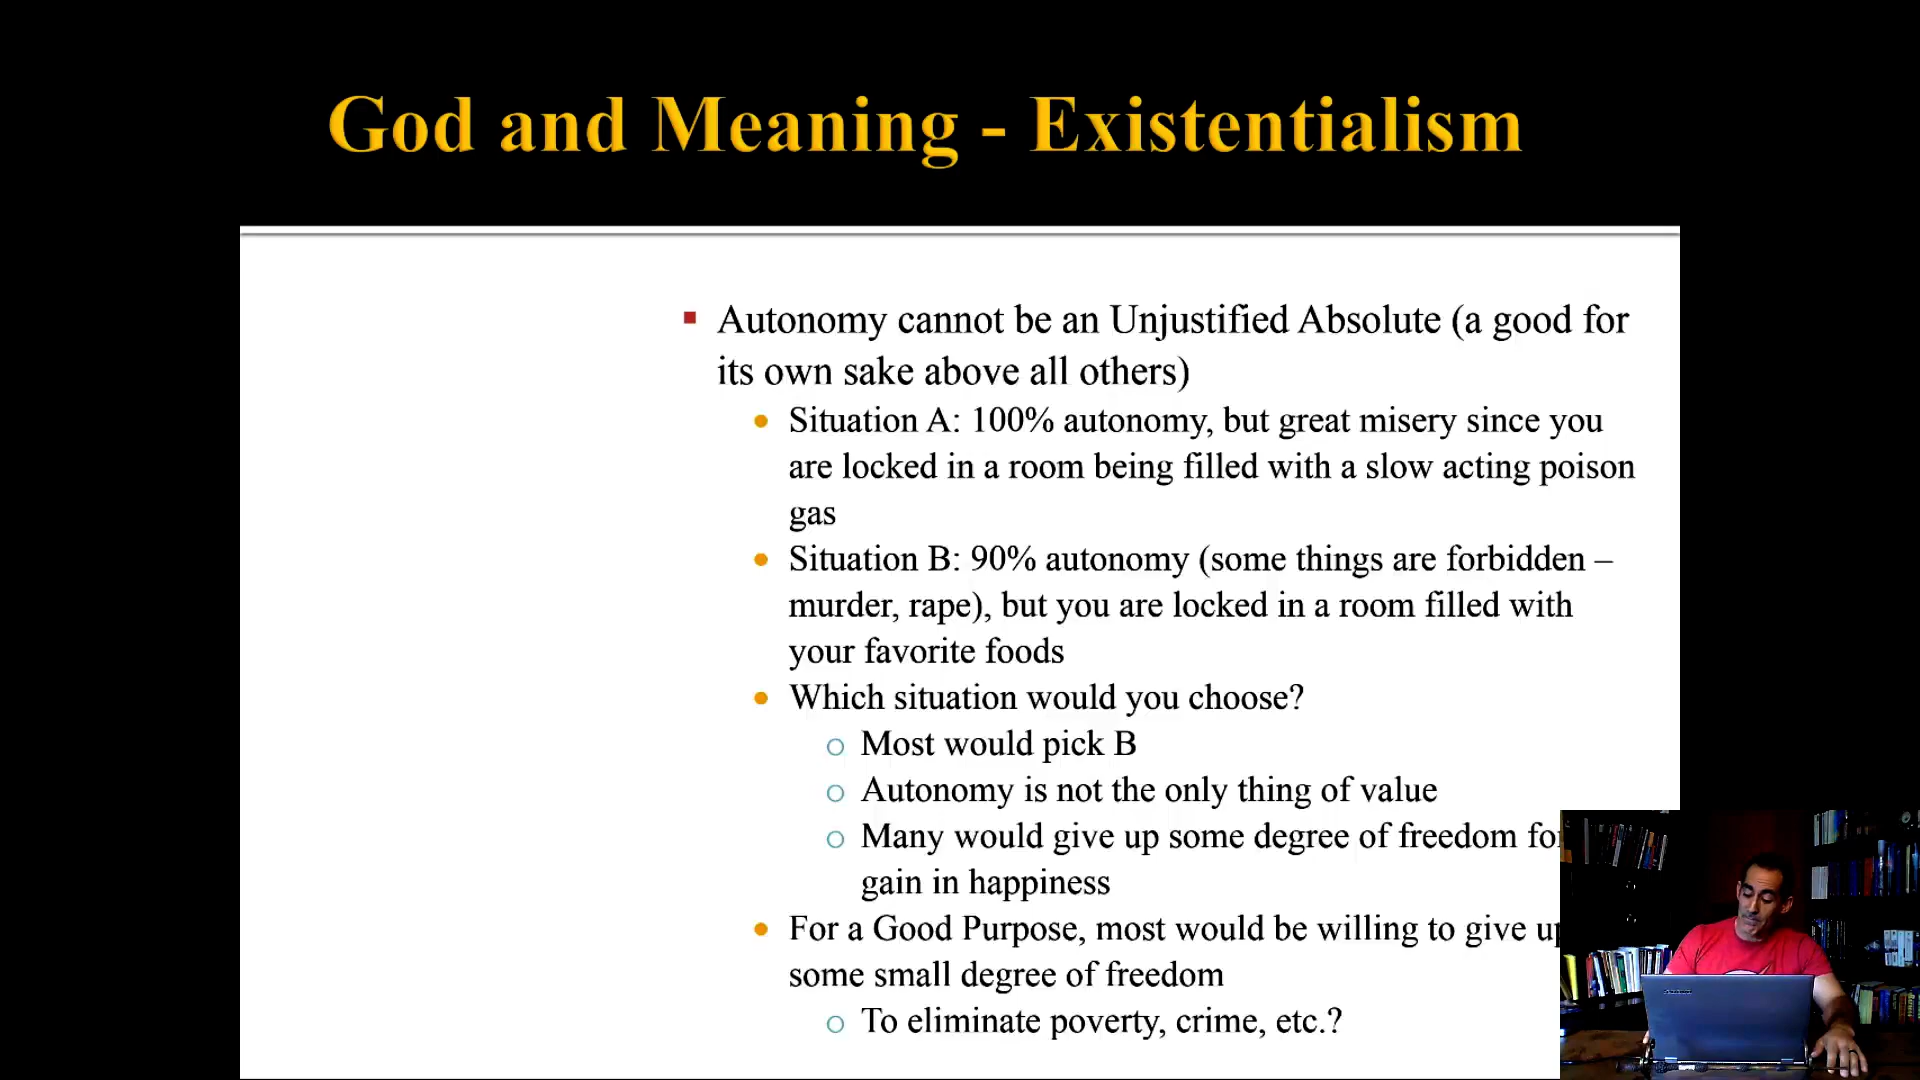 God and Meaning - Existentialism
Autonomy cannot be an Unjustified Absolute (a good for
its own sake above all others)
Situation A: 100% autonomy, but great misery since you
are locked in a room being filled with a slow acting poison
gas
Situation B: 90% autonomy (some things are forbidden –
murder, rape), but you are locked in a room filled with
your favorite foods
Which situation would you choose?
Most would pick B
Autonomy is not the only thing of value
Many would give up some degree of freedom
gain in happiness
For a Good Purpose, most would be willing to give
some small degree of freedom
To eliminate poverty, crime, etc.?